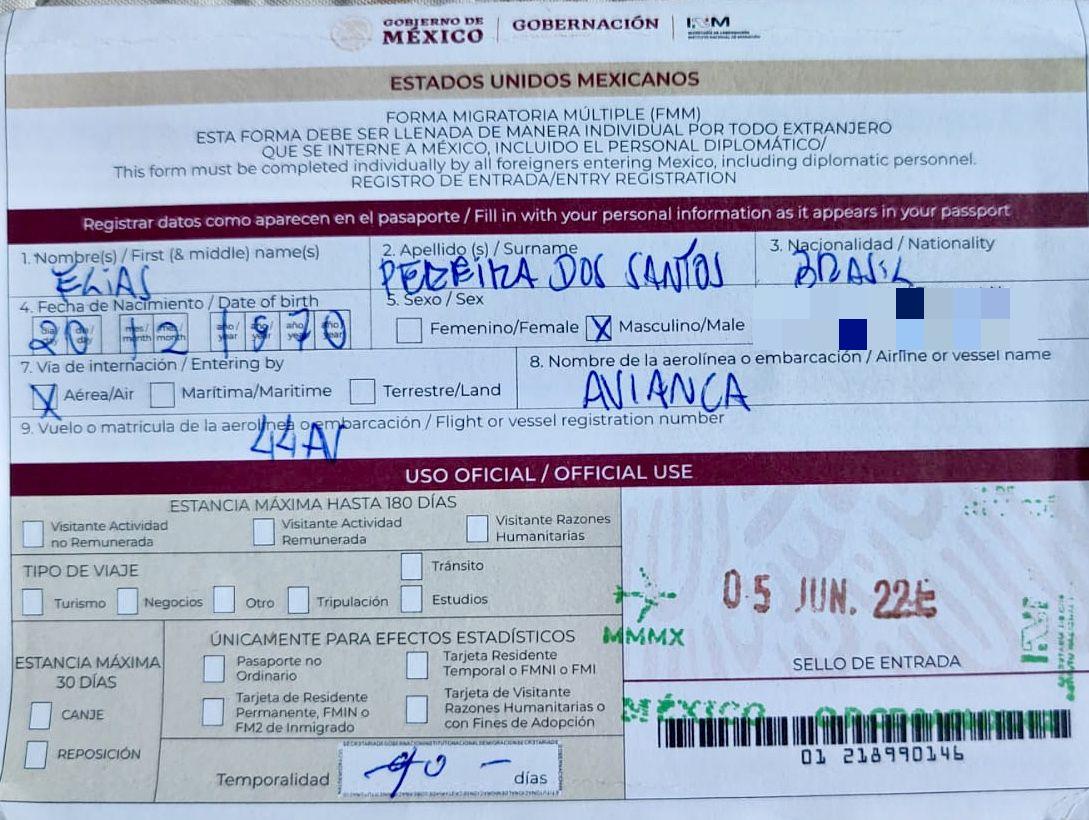 GOBIERNO DE MÉXICO | GOBERNACIÓN | INM
ESTADOS UNIDOS MEXICANOS
FORMA MIGRATORIA MÚLTIPLE (FMM)
ESTA FORMA DEBE SER LLENADA DE MANERA INDIVIDUAL POR TODO EXTRANJERO
QUE SE INTERNE A MÉXICO, INCLUIDO EL PERSONAL DIPLOMÁTICO/
This form must be completed individually by all foreigners entering Mexico, including diplomatic personnel.
REGISTRO DE ENTRADA/ENTRY REGISTRATION
Registrar datos como aparecen en el pasaporte / Fill in with your personal information as it appears in your passport
1. Nombre(s) / First (& middle) name(s)
ELIAS
2. Apellido (s) / Surname
PEREIRA DOS SANTOS
3. Nacionalidad / Nationality
BRASIL
4. Fecha de Nacimiento / Date of birth
20 12 1970
5. Sexo / Sex
Femenino/Female X Masculino/Male
7. Vía de internación / Entering by
X Aérea/Air Marítima/Maritime Terrestre/Land
8. Nombre de la aerolínea o embarcación / Airline or vessel name
AVIANCA
9. Vuelo o matricula de la aerolínea o embarcación / Flight or vessel registration number
USO OFICIAL / OFFICIAL USE
ESTANCIA MÁXIMA HASTA 180 DÍAS
Visitante Actividad no Remunerada
Visitante Actividad Remunerada
Visitante Razones Humanitarias
TIPO DE VIAJE
Tránsito
Turismo Negocios Otro Tripulación Estudios
ESTANCIA MÁXIMA
30 DÍAS
CANJE
REPOSICIÓN
ÚNICAMENTE PARA EFECTOS ESTADÍSTICOS
Pasaporte no Ordinario
Tarjeta Residente Temporal o FMNI o FMI
Tarjeta de Residente Permanente, FMIN o FM2 de Inmigrado
Tarjeta de Visitante Razones Humanitarias o con Fines de Adopción
Temporalidad 90 días
MMMX
05 JUN. 22
INM
SELLO DE ENTRADA
MÉXICO
01 218990146